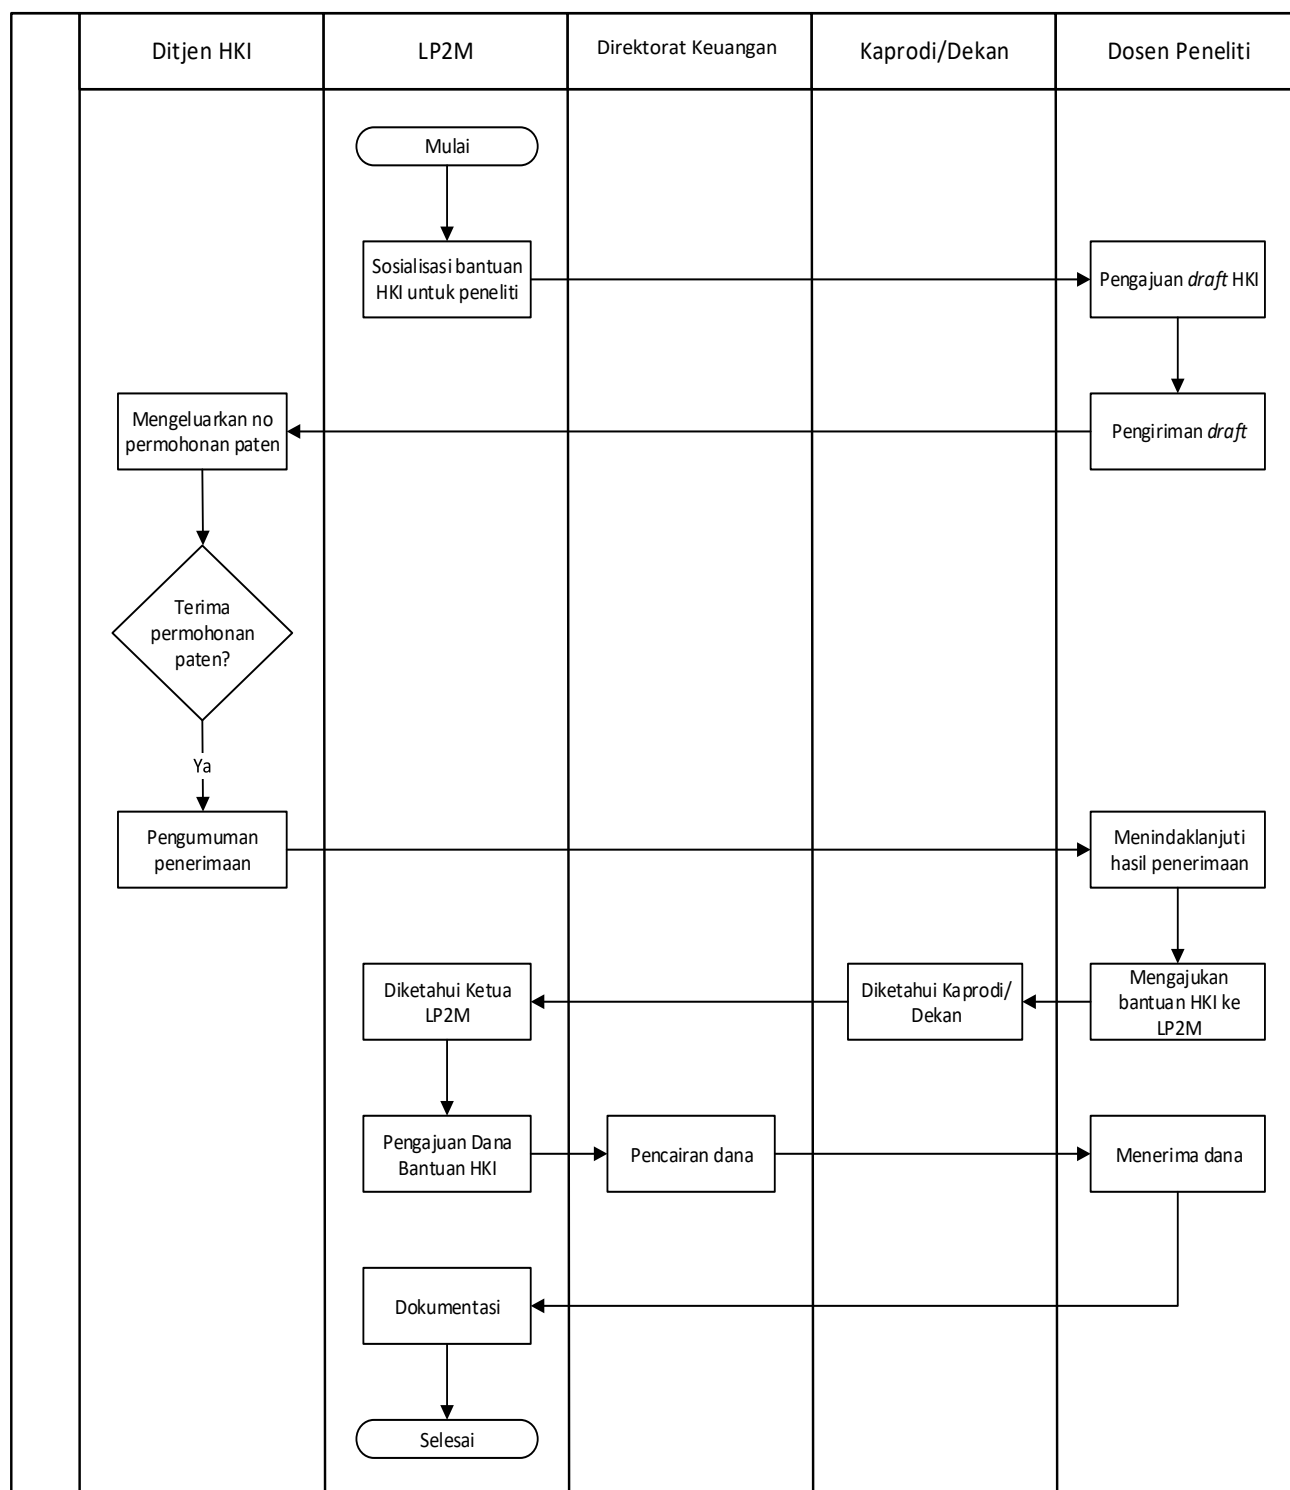 Ditjen HKI
LP2M
Direktorat Keuangan
Kaprodi/Dekan
Dosen Peneliti
Mulai
Sosialisasi bantuan
HKI untuk peneliti
Pengajuan draft HKI
Mengeluarkan no
permohonan paten
Pengiriman draft
Terima
permohonan
paten?
Ya
Pengumuman
penerimaan
Menindaklanjuti
hasil penerimaan
Diketahui Ketua
LP2M
Diketahui Kaprodi/
Dekan
Mengajukan
bantuan HKI ke
LP2M
Pengajuan Dana
Bantuan HKI
Pencairan dana
Menerima dana
Dokumentasi
Selesai